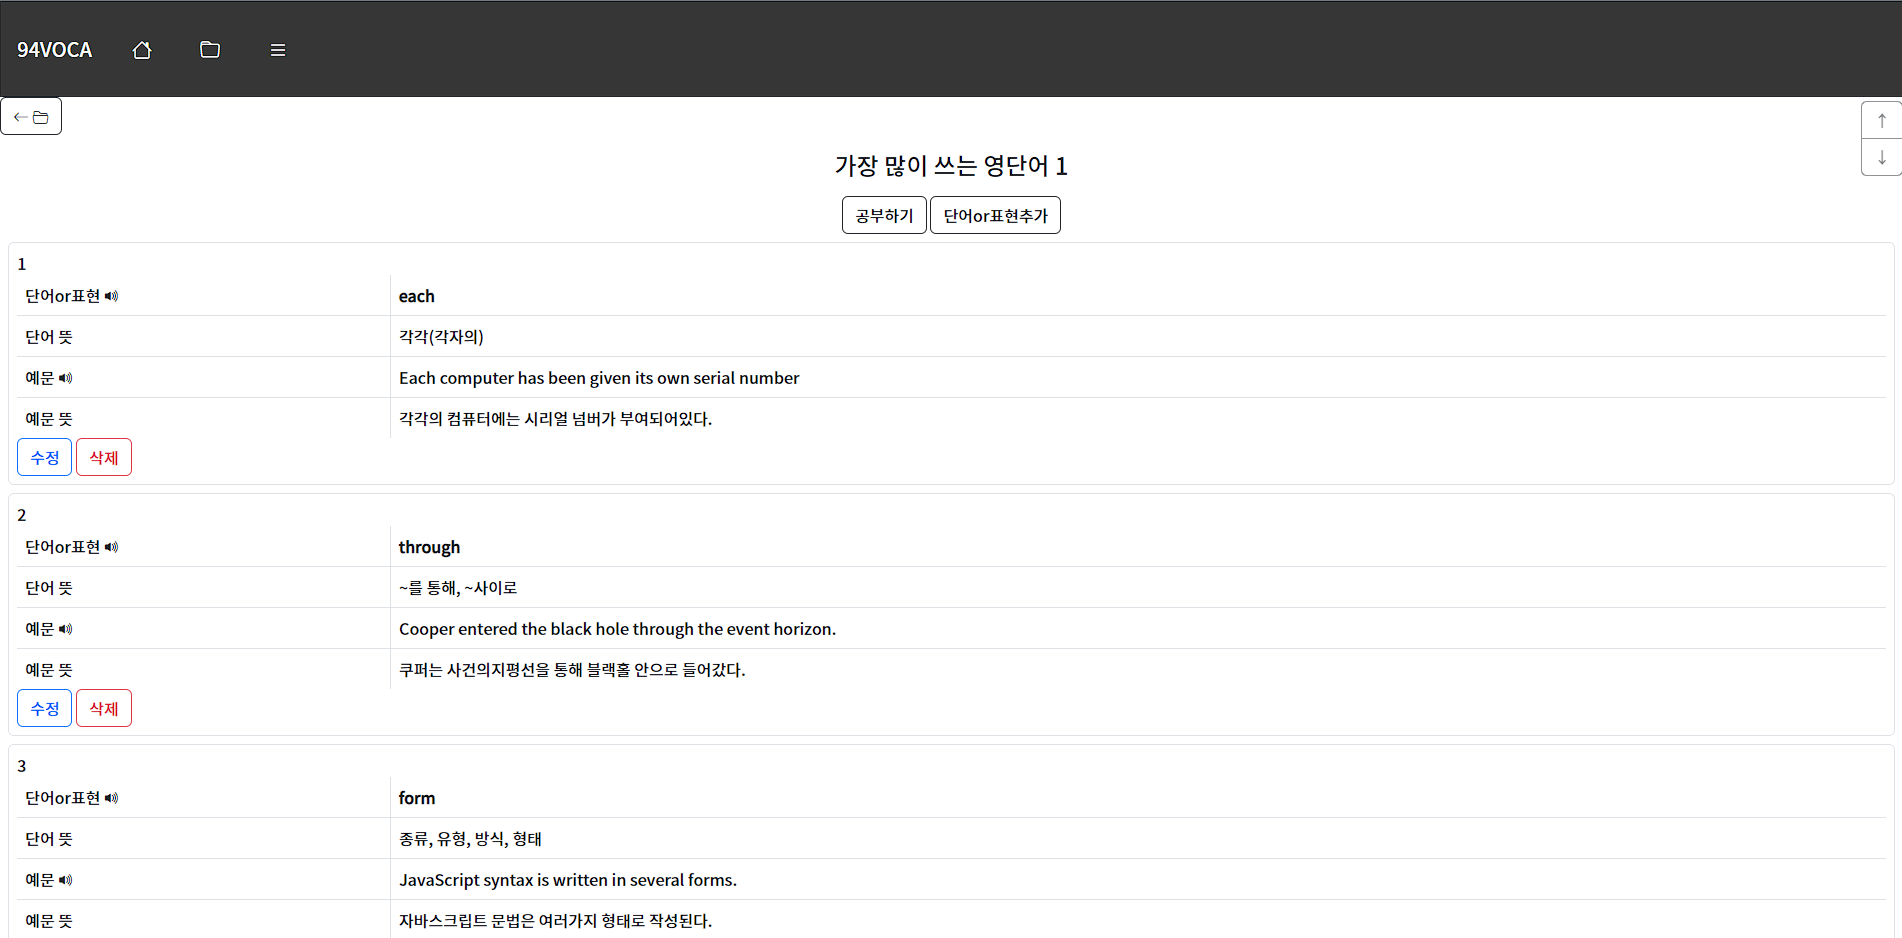 94VOCA
가장 많이 쓰는 영단어 1
공부하기 단어or표현추가
1
단어or표현 each
단어 뜻 각각(각자의)
예문 Each computer has been given its own serial number
예문 뜻 각각의 컴퓨터에는 시리얼 넘버가 부여되어있다.
수정 삭제
2
단어or표현 through
단어 뜻 ~를 통해, ~사이로
예문 Cooper entered the black hole through the event horizon.
예문 뜻 쿠퍼는 사건의지평선을 통해 블랙홀 안으로 들어갔다.
수정 삭제
3
단어or표현 form
단어 뜻 종류, 유형, 방식, 형태
예문 JavaScript syntax is written in several forms.
예문 뜻 자바스크립트 문법은 여러가지 형태로 작성된다.